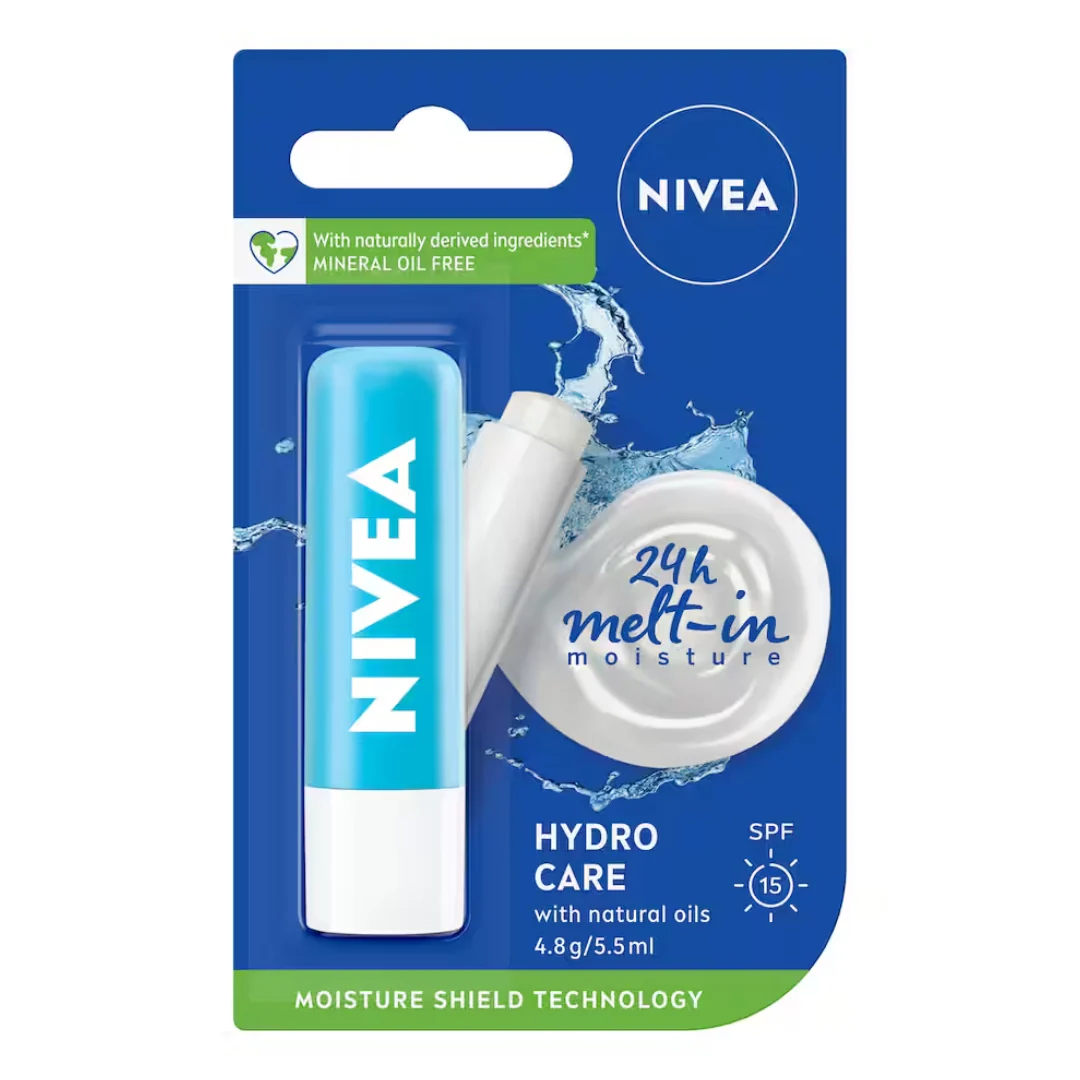 NIVEA
With naturally derived ingredients*
MINERAL OIL FREE
NIVEA
24h
melt-in
moisture
HYDRO
CARE
with natural oils
4.8g/5.5ml
SPF
15
MOISTURE SHIELD TECHNOLOGY